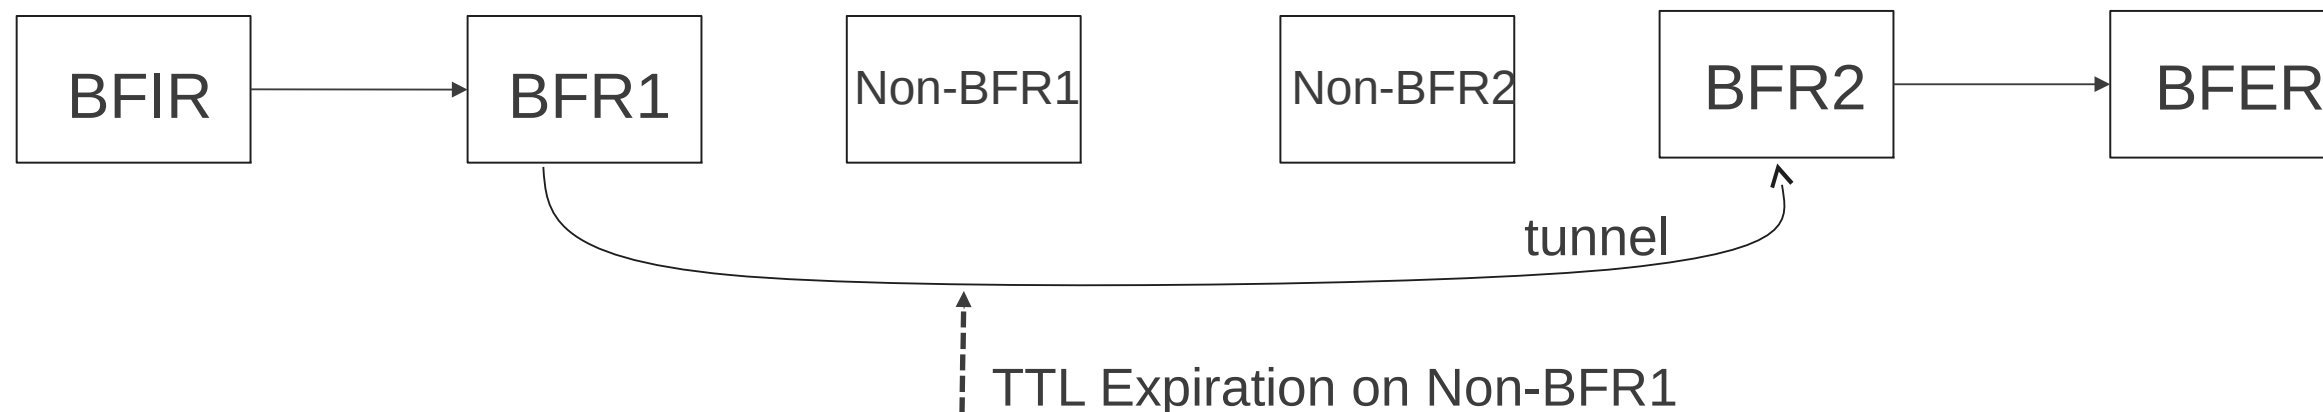 BFIR
BFR1
Non-BFR1
Non-BFR2
BFR2
BFER
tunnel
TTL Expiration on Non-BFR1